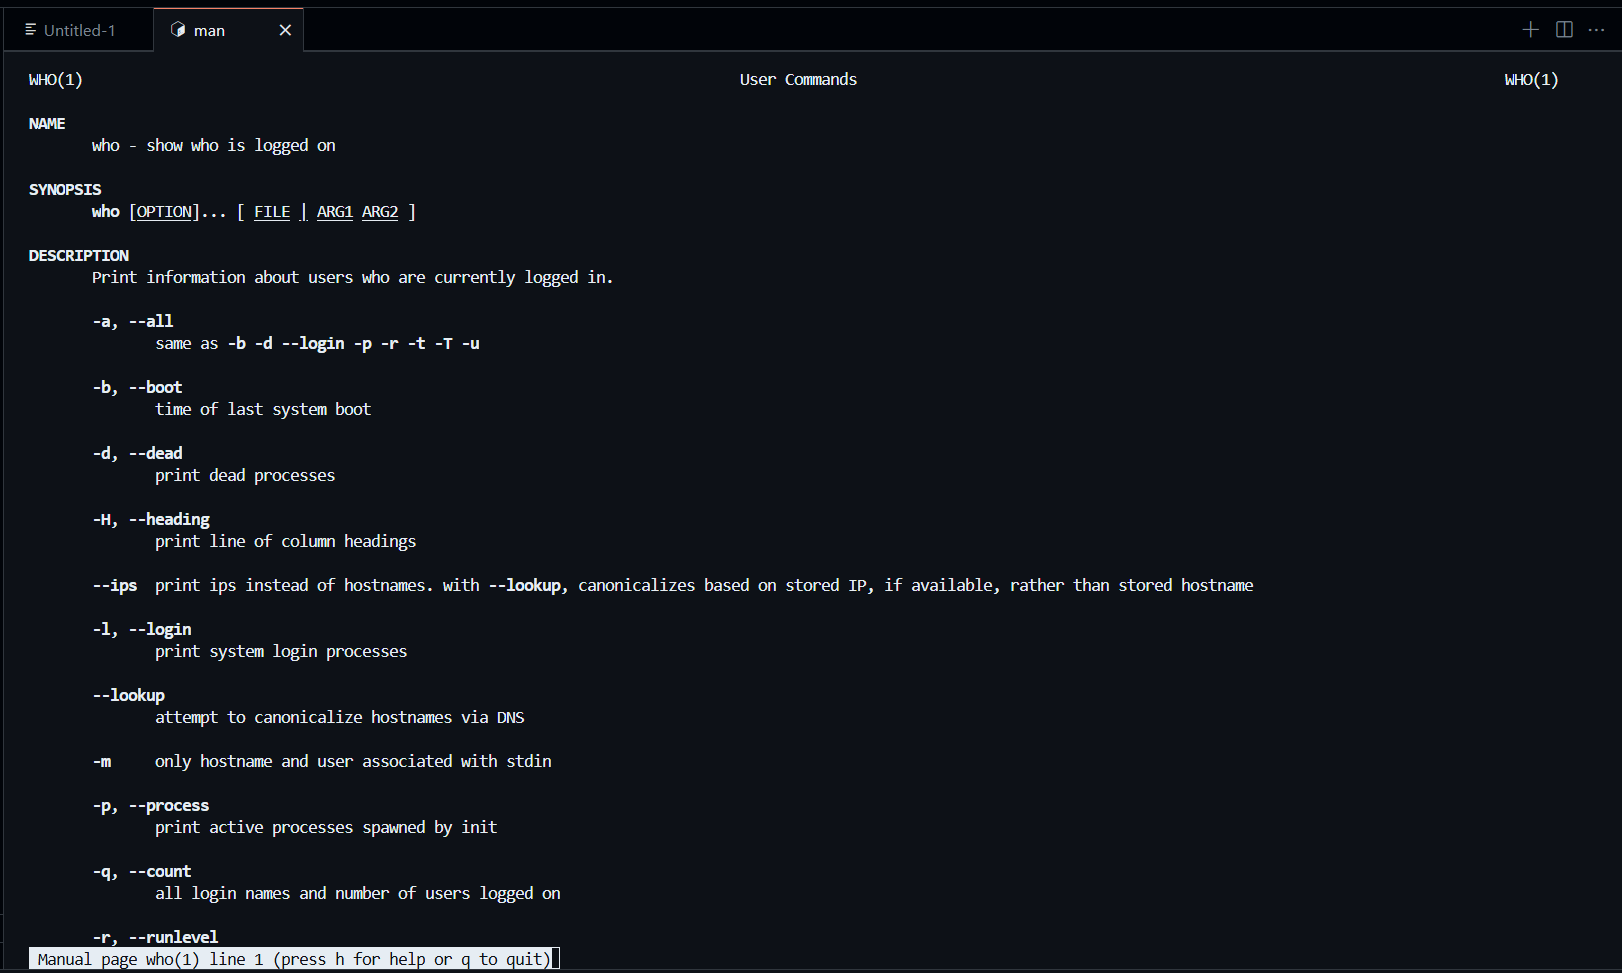 Untitled-1
man
WHO(1) User Commands WHO(1)
NAME
who - show who is logged on
SYNOPSIS
who [OPTION]... [ FILE | ARG1 ARG2 ]
DESCRIPTION
Print information about users who are currently logged in.
-a, --all
same as -b -d --login -p -r -t -T -u
-b, --boot
time of last system boot
-d, --dead
print dead processes
-H, --heading
print line of column headings
--ips print ips instead of hostnames. with --lookup, canonicalizes based on stored IP, if available, rather than stored hostname
-l, --login
print system login processes
--lookup
attempt to canonicalize hostnames via DNS
-m only hostname and user associated with stdin
-p, --process
print active processes spawned by init
-q, --count
all login names and number of users logged on
-r, --runlevel
Manual page who(1) line 1 (press h for help or q to quit)